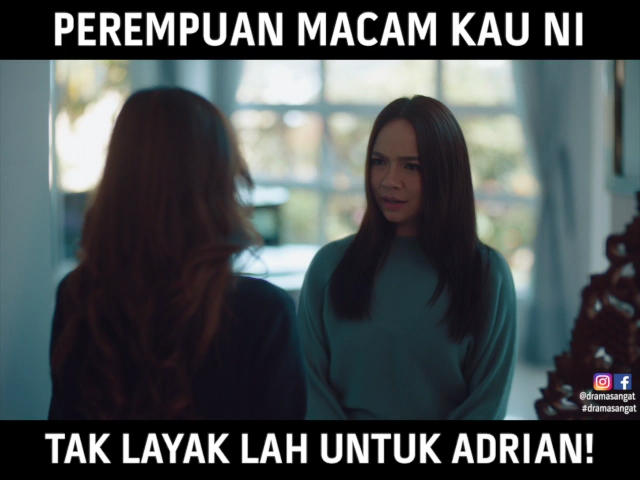 PEREMPUAN MACAM KAU NI
@dramasangat
#dramasangat
TAK LAYAK LAH UNTUK ADRIAN!